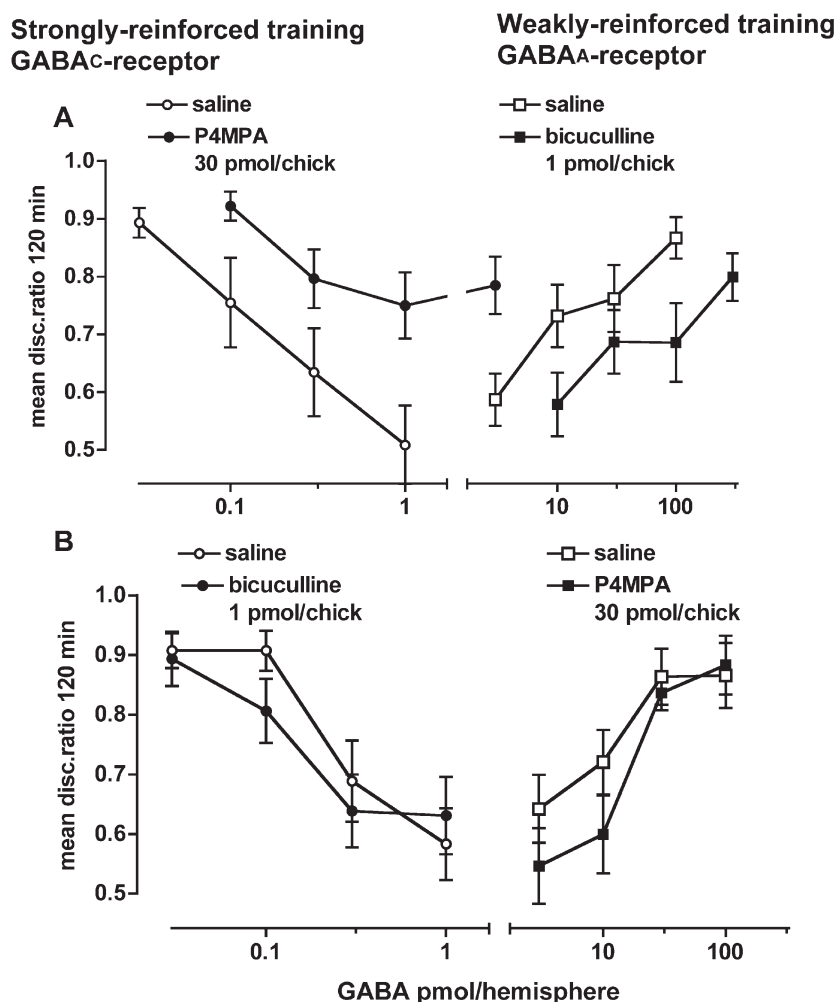 Strongly-reinforced training
GABAC-receptor
Weakly-reinforced training
GABAA-receptor
A
saline
P4MPA
30 pmol/chick
saline
bicuculline
1 pmol/chick
mean disc.ratio 120 min
1.0
0.9
0.8
0.7
0.6
0.5
0.1
1
10
100
B
saline
bicuculline
1 pmol/chick
saline
P4MPA
30 pmol/chick
mean disc.ratio 120 min
1.0
0.9
0.8
0.7
0.6
0.5
0.1
1
10
100
GABA pmol/hemisphere